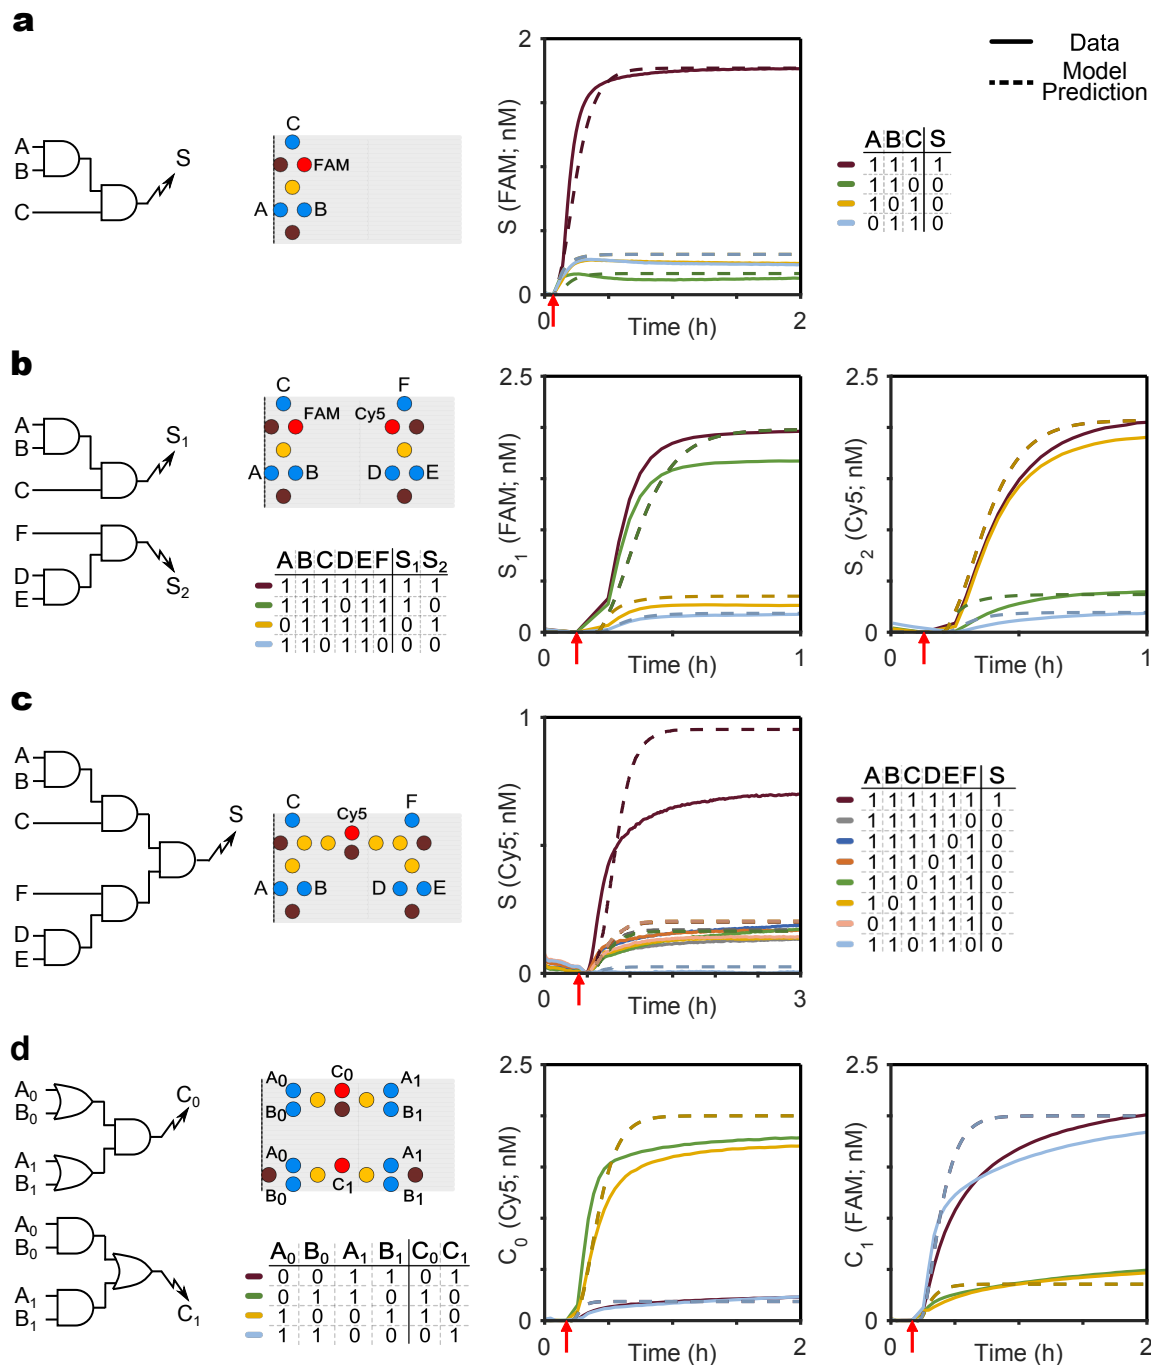 a
A
B
C
S
C
FAM
A
B
2
S (FAM; nM)
0
0
Time (h)
2
Data
Model
Prediction
A B C S
1 1 1 1
1 1 0 0
1 0 1 0
0 1 1 0
b
A
B
C
S1
F
D
E
S2
C
F
FAM
Cy5
A
B
D
E
A B C D E F S1 S2
1 1 1 1 1 1 1 1
1 1 1 0 1 1 1 0
0 1 1 1 1 1 0 1
1 1 0 1 1 0 0 0
2.5
S1 (FAM; nM)
0
0
Time (h)
1
2.5
S2 (Cy5; nM)
0
0
Time (h)
1
c
A
B
C
S
F
D
E
C
Cy5
F
A
B
D
E
1
S (Cy5; nM)
0
0
Time (h)
3
A B C D E F S
1 1 1 1 1 1 1
1 1 1 1 1 0 0
1 1 1 1 0 1 0
1 1 1 0 1 1 0
1 1 0 1 1 1 0
1 0 1 1 1 1 0
0 1 1 1 1 1 0
1 1 0 1 1 0 0
d
A0
B0
C0
A1
B1
A0
B0
A1
B1
C1
A0
C0
A1
B0
B1
A0
A1
B0
C1
B1
A0 B0 A1 B1 C0 C1
0 0 1 1 0 1
0 1 1 0 1 0
1 0 0 1 1 0
1 1 0 0 0 1
2.5
C0 (Cy5; nM)
0
0
Time (h)
2
2.5
C1 (FAM; nM)
0
0
Time (h)
2